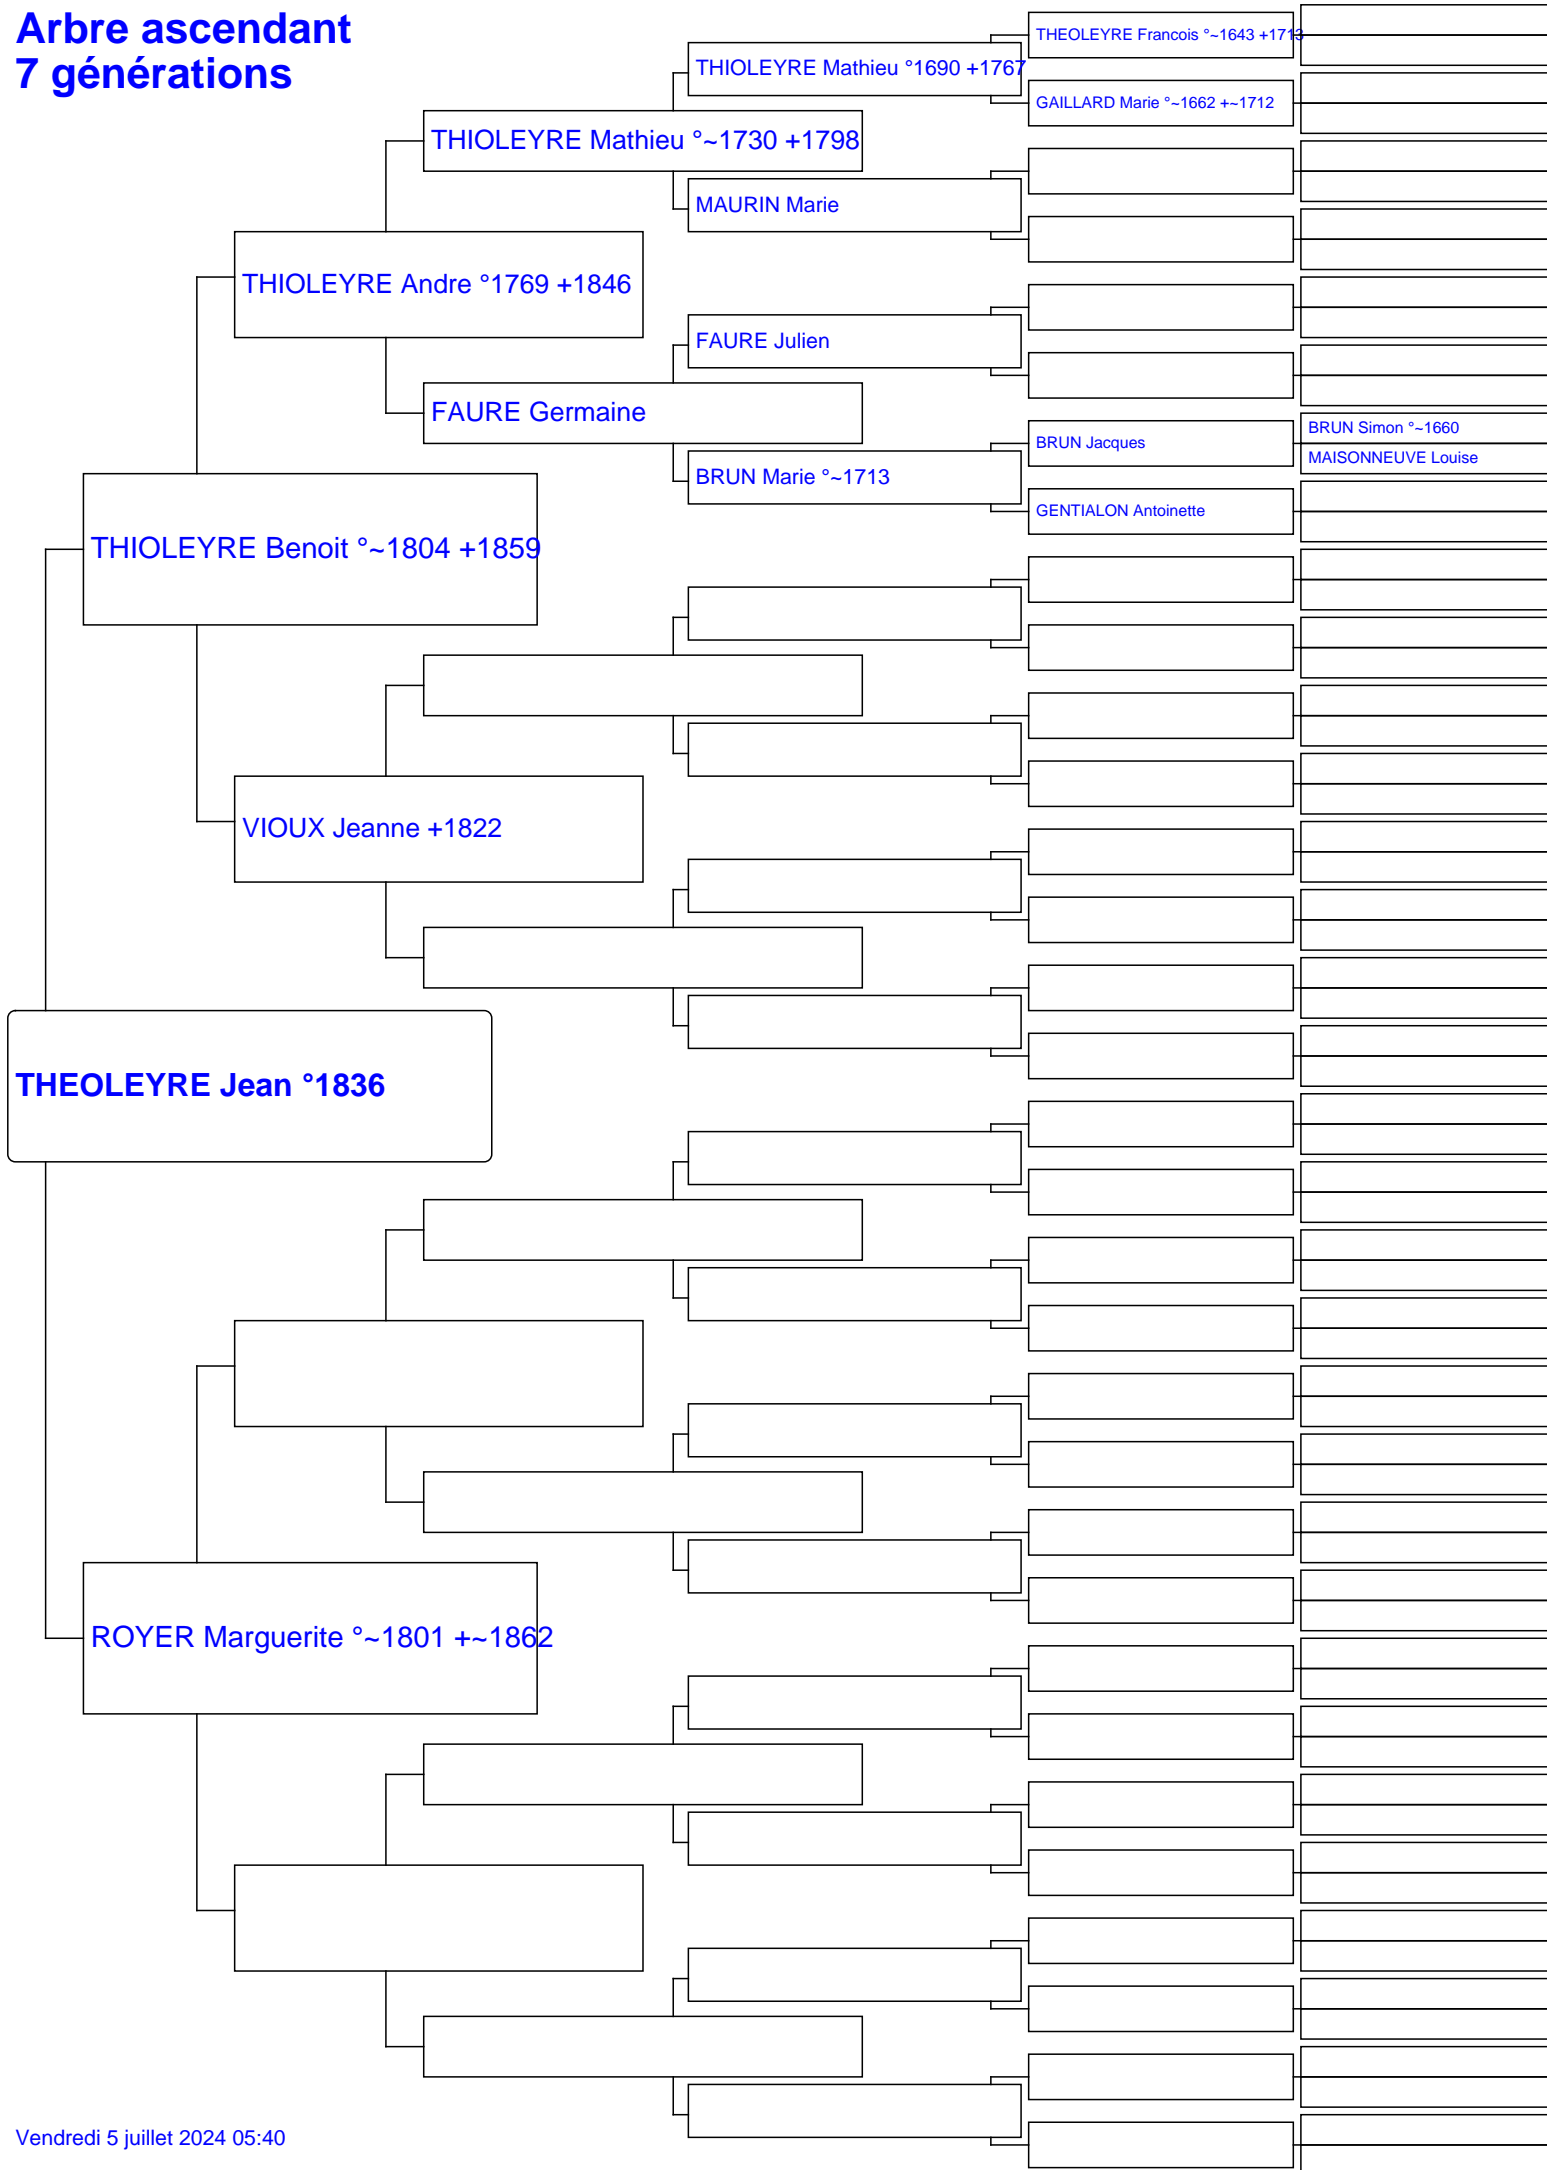 Arbre ascendant
7 générations
THEOLEYRE Francois °~1643 +1713
THIOLEYRE Mathieu °1690 +1767
GAILLARD Marie °~1662 +~1712
THIOLEYRE Mathieu °~1730 +1798
MAURIN Marie
THIOLEYRE Andre °1769 +1846
FAURE Julien
FAURE Germaine
BRUN Simon °~1660
BRUN Jacques
MAISONNEUVE Louise
BRUN Marie °~1713
GENTIALON Antoinette
THIOLEYRE Benoit °~1804 +1859
VIOUX Jeanne +1822
THEOLEYRE Jean °1836
ROYER Marguerite °~1801 +~1862
Vendredi 5 juillet 2024 05:40